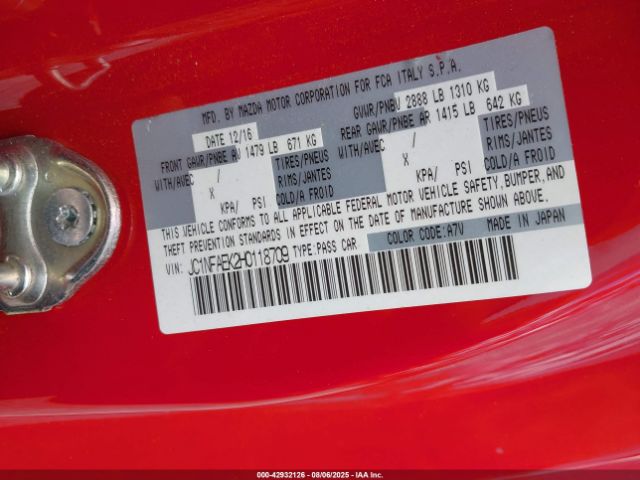 MFD. BY MAZDA MOTOR CORPORATION FOR FCA ITALY S.P.A.
DATE 12/16 GVWR/PNBV 2888 LB 1310 KG
FRONT GAWR/PNBE AV 1479 LB 671 KG REAR GAWR/PNBE AR 1415 LB 642 KG
WITH/AVEC / TIRES/PNEUS WITH/AVEC / TIRES/PNEUS
X RIMS/JANTES X RIMS/JANTES
KPA/ PSI COLD/A FROID KPA/ PSI COLD/A FROID
THIS VEHICLE CONFORMS TO ALL APPLICABLE FEDERAL MOTOR VEHICLE SAFETY, BUMPER, AND
THEFT PREVENTION STANDARDS IN EFFECT ON THE DATE OF MANUFACTURE SHOWN ABOVE.
VIN: JC1NFAEK2H0118709 TYPE: PASS CAR COLOR CODE: A7V MADE IN JAPAN
000-42932126 - 08/06/2025 - IAA Inc.